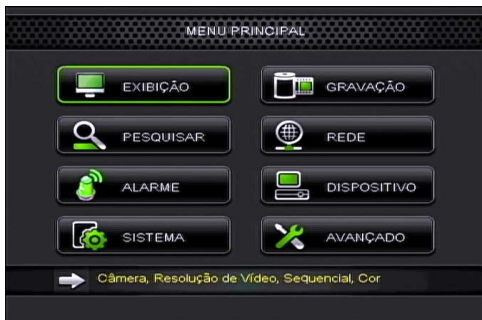 MENU PRINCIPAL
EXIBIÇÃO
GRAVAÇÃO
PESQUISAR
REDE
ALARME
DISPOSITIVO
SISTEMA
AVANÇADO
Câmera, Resolução de Vídeo, Sequencial, Cor